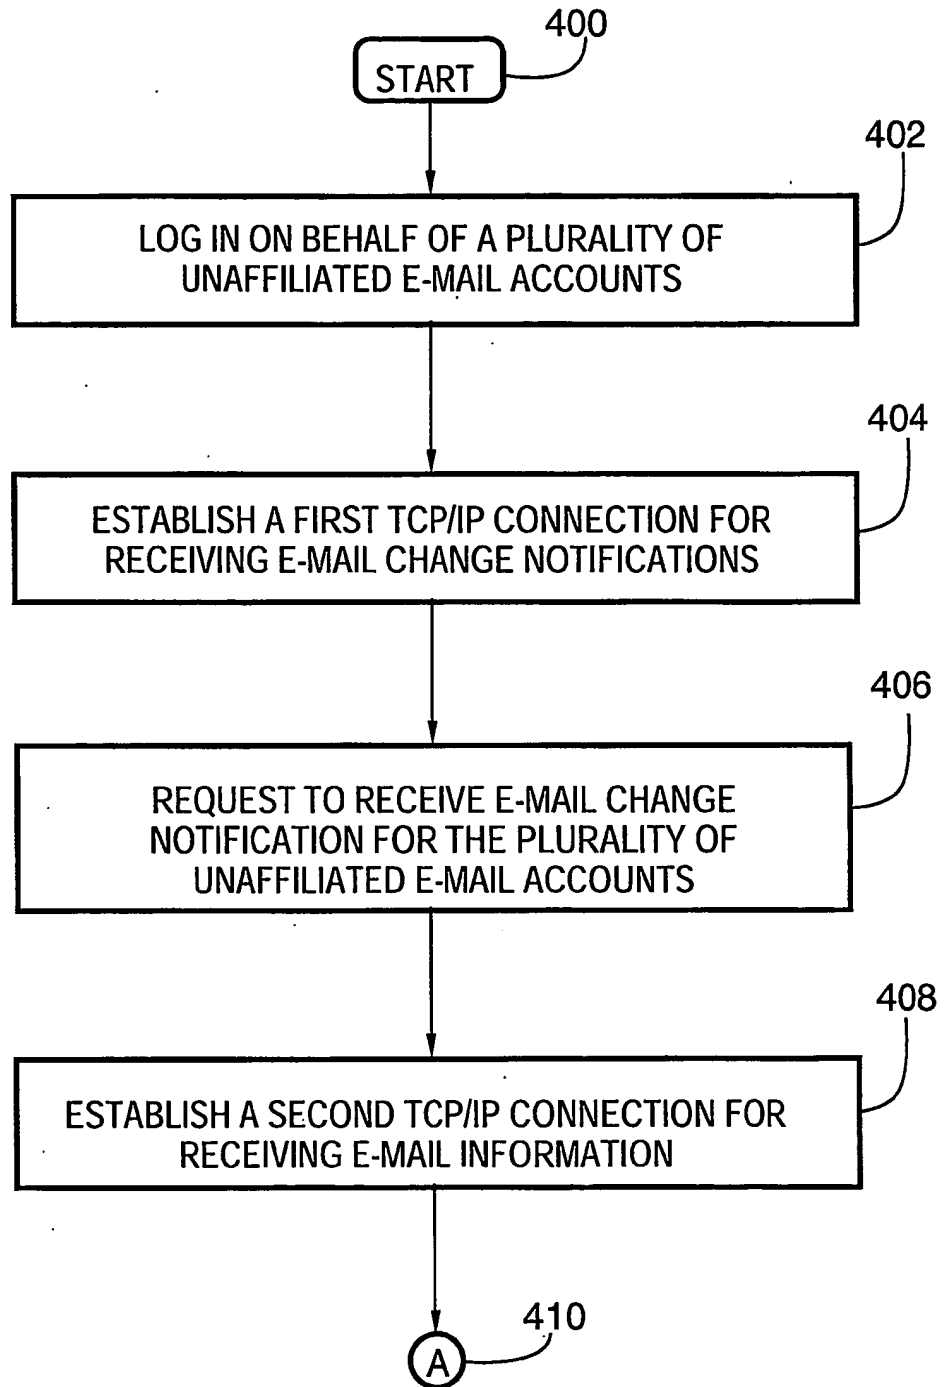 400
START
402
LOG IN ON BEHALF OF A PLURALITY OF
UNAFFILIATED E-MAIL ACCOUNTS
404
ESTABLISH A FIRST TCP/IP CONNECTION FOR
RECEIVING E-MAIL CHANGE NOTIFICATIONS
406
REQUEST TO RECEIVE E-MAIL CHANGE
NOTIFICATION FOR THE PLURALITY OF
UNAFFILIATED E-MAIL ACCOUNTS
408
ESTABLISH A SECOND TCP/IP CONNECTION FOR
RECEIVING E-MAIL INFORMATION
410
A